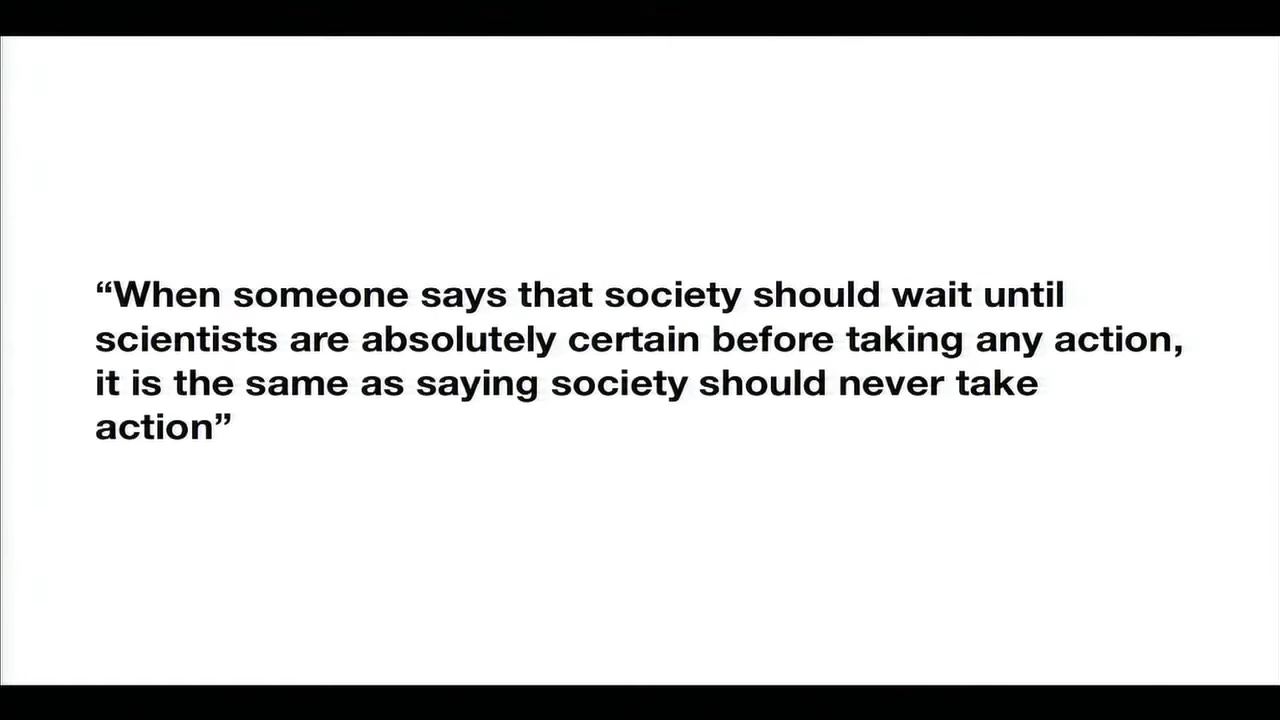 “When someone says that society should wait until
scientists are absolutely certain before taking any action,
it is the same as saying society should never take
action”